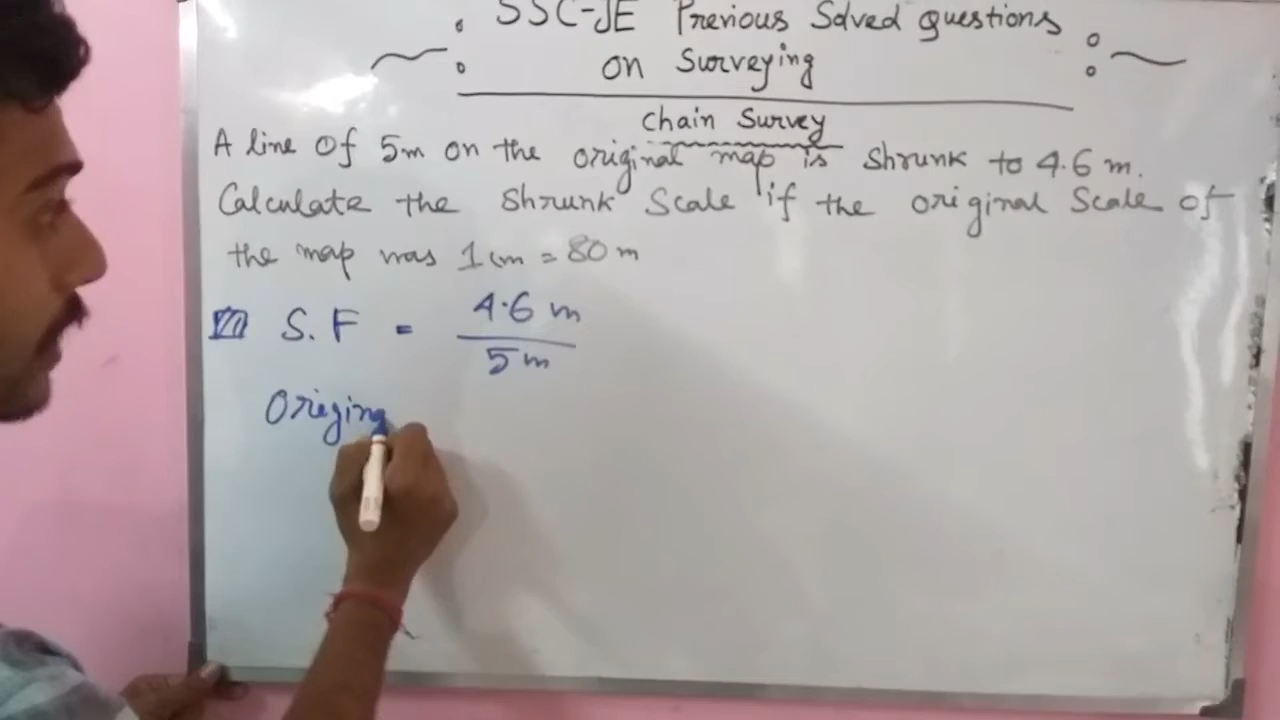 SSC-JE Previous Solved questions
on Surveying
Chain Survey
A line of 5m on the original map is shrunk to 4.6 m.
Calculate the Shrunk Scale if the original Scale of
the map was 1cm = 80 m
S.F = 4.6 m
5 m
Origing